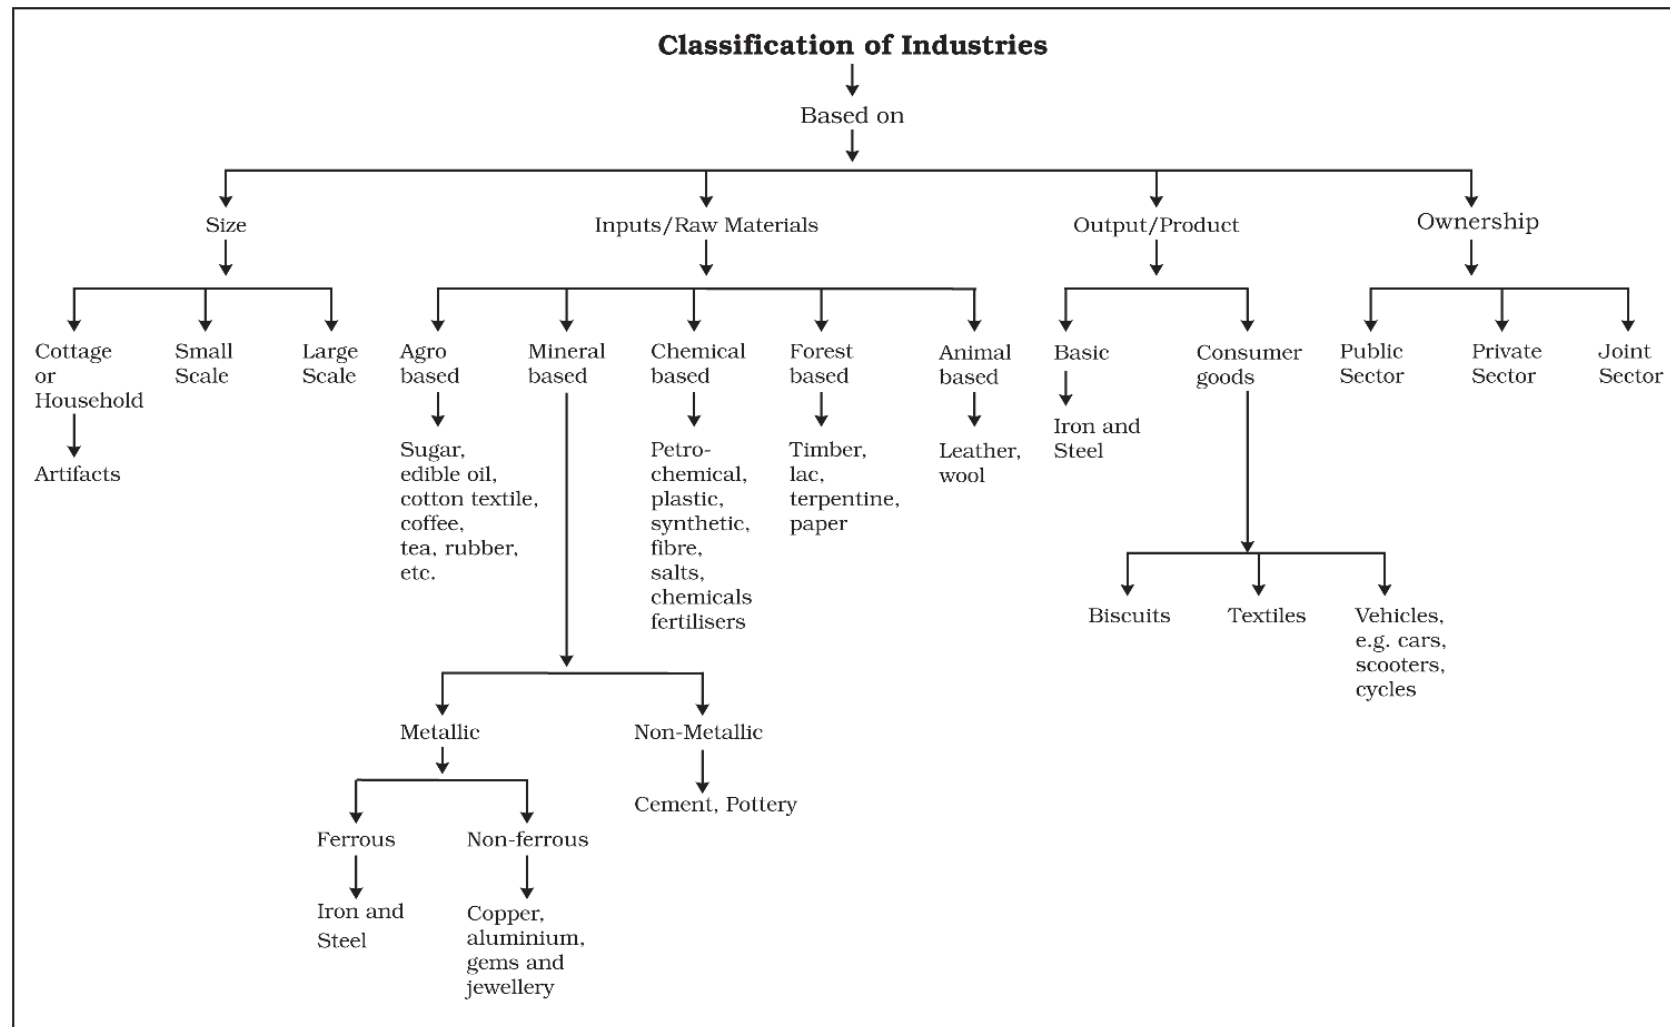 Classification of Industries
Based on
Size
Inputs/Raw Materials
Output/Product
Ownership
Cottage
or
Household
Small
Scale
Large
Scale
Agro
based
Mineral
based
Chemical
based
Forest
based
Animal
based
Basic
Consumer
goods
Public
Sector
Private
Sector
Joint
Sector
Artifacts
Sugar,
edible oil,
cotton textile,
coffee,
tea, rubber,
etc.
Petro-
chemical,
plastic,
synthetic,
fibre,
salts,
chemicals
fertilisers
Timber,
lac,
terpentine,
paper
Leather,
wool
Iron and
Steel
Biscuits
Textiles
Vehicles,
e.g. cars,
scooters,
cycles
Metallic
Non-Metallic
Cement, Pottery
Ferrous
Non-ferrous
Iron and
Steel
Copper,
aluminium,
gems and
jewellery